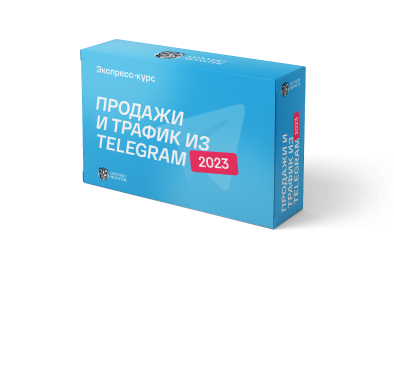 Экспресс-курс
ПРОДАЖИ
И ТРАФИК ИЗ
TELEGRAM 2023
ПРОДАЖИ И
ТРАФИК ИЗ
TELEGRAM 2023